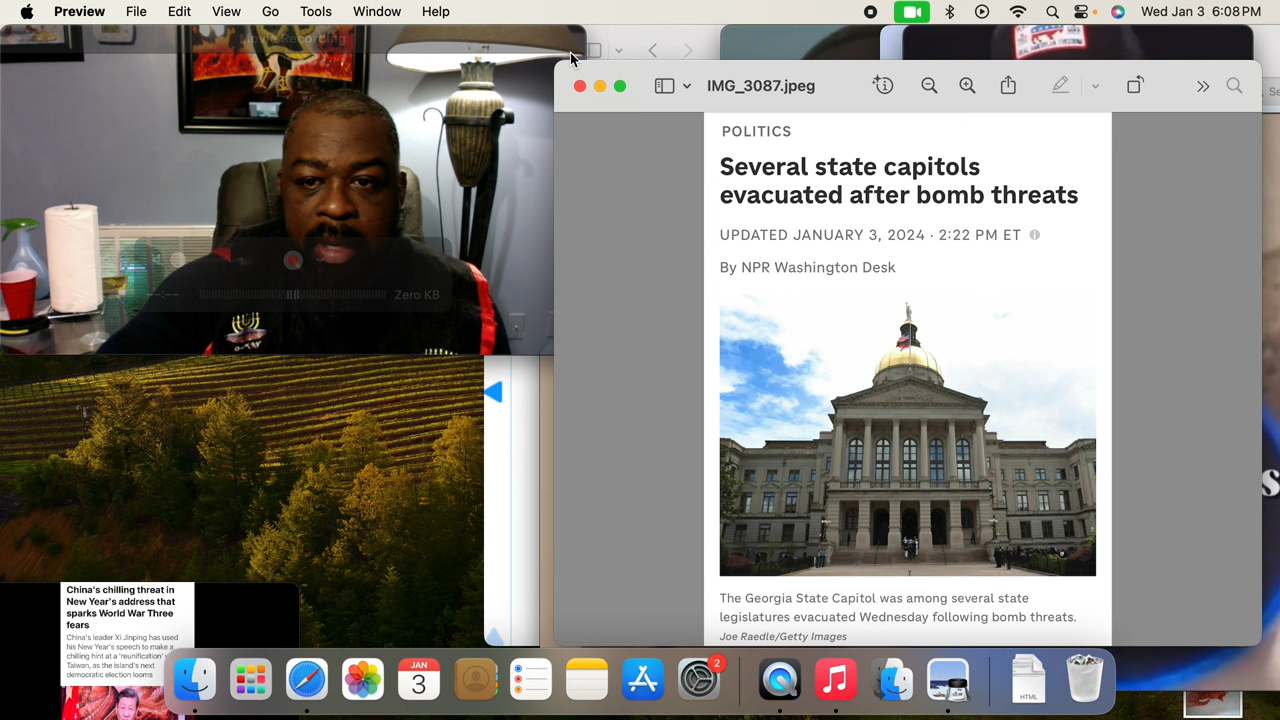 Preview File Edit View Go Tools Window Help
Wed Jan 3 6:08 PM
Movie Recording
IMG_3087.jpeg
POLITICS
Several state capitols
evacuated after bomb threats
UPDATED JANUARY 3, 2024 · 2:22 PM ET
By NPR Washington Desk
--:--
Zero KB
The Georgia State Capitol was among several state
legislatures evacuated Wednesday following bomb threats.
Joe Raedle/Getty Images
China's chilling threat in
New Year's address that
sparks World War Three
fears
China's leader Xi Jinping has used
his New Year's speech to make a
chilling hint at a 'reunification'
Taiwan, as the island's next
democratic election looms
JAN
3
2
HTML